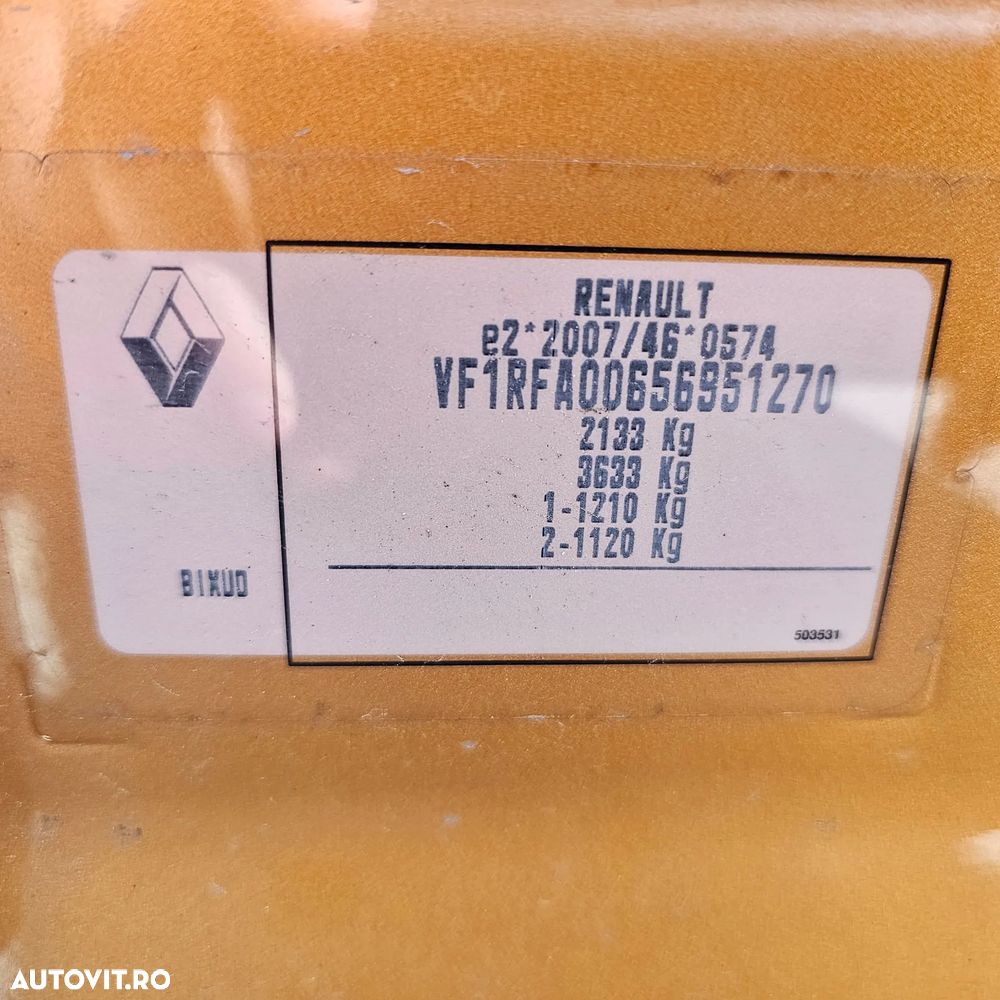 RENAULT
e2*2007/46*0574
VF1RFA00656951270
2133 Kg
3633 Kg
1-1210 Kg
2-1120 Kg
BIXUD
503531
AUTOVIT.RO